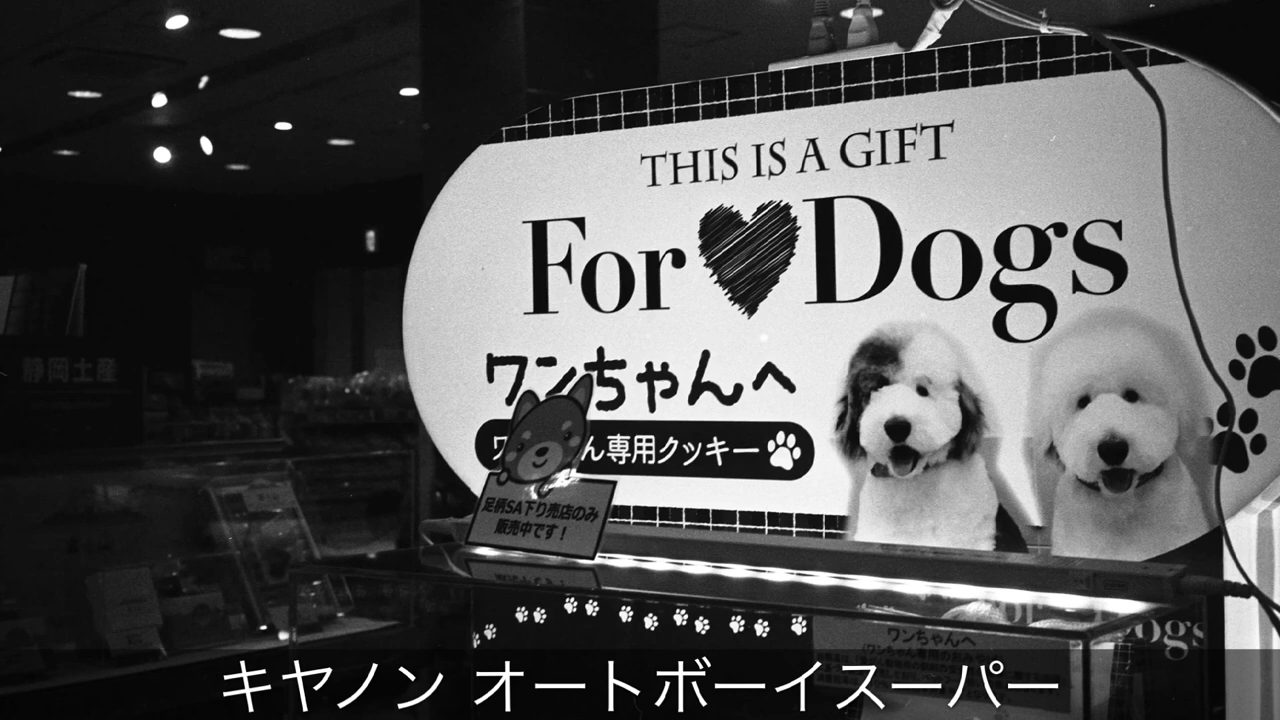 THIS IS A GIFT
For Dogs
ワンちゃんへ
ん専用クッキー
足柄SA下り売店のみ
販売中です！
静岡土産
ワンちゃんへ
キヤノン オートボーイスーパー